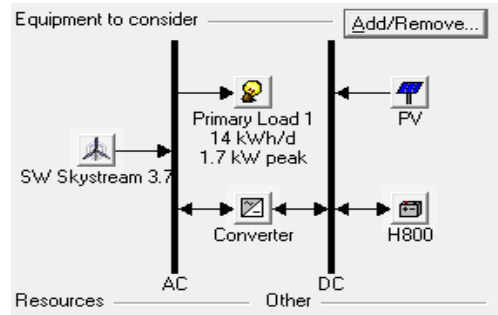 Equipment to consider
Add/Remove...
Primary Load 1
14 kWh/d
1.7 kW peak
PV
SW Skystream 3.7
Converter
H800
AC
DC
Resources
Other